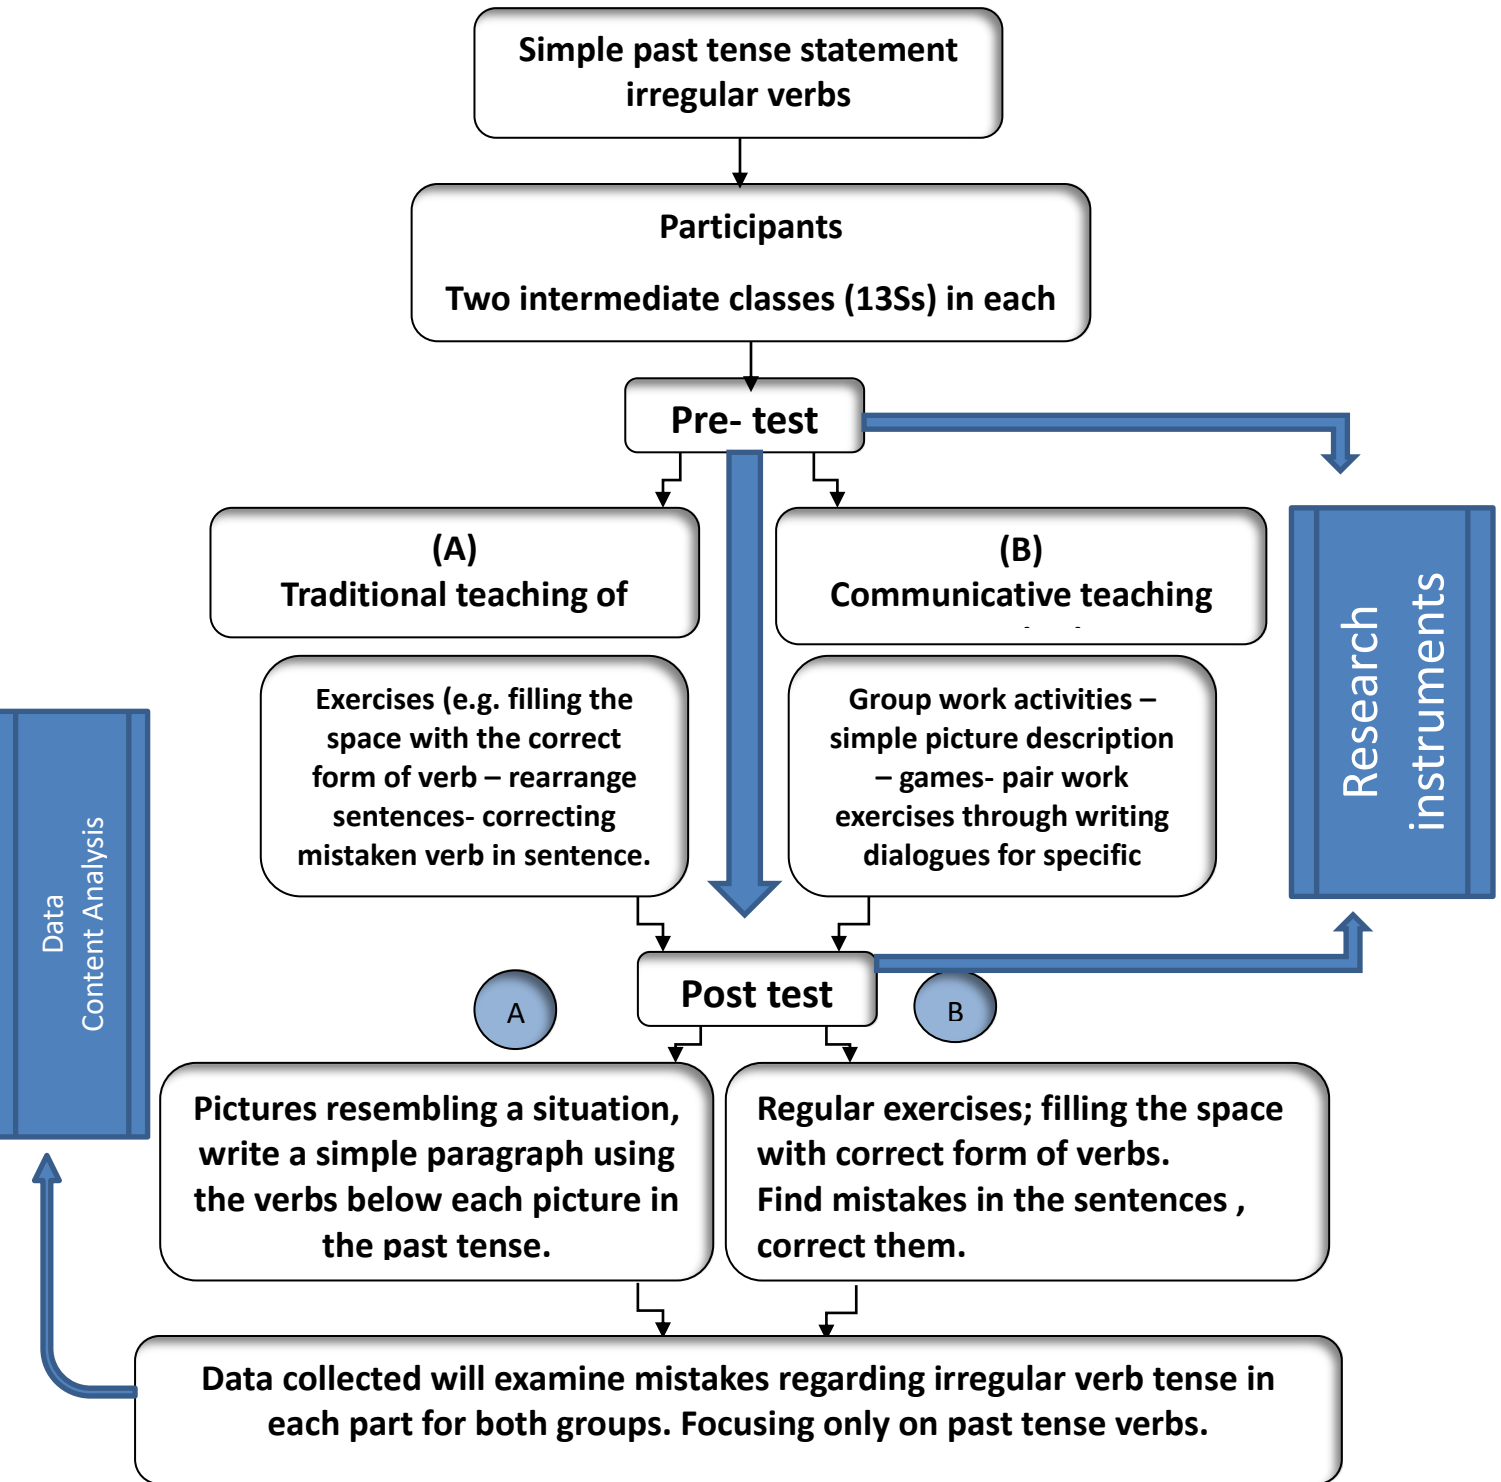 Simple past tense statement
irregular verbs
Participants
Two intermediate classes (13Ss) in each
Pre- test
(A)
Traditional teaching of
(B)
Communicative teaching
Exercises (e.g. filling the
space with the correct
form of verb – rearrange
sentences- correcting
mistaken verb in sentence.
Group work activities –
simple picture description
– games- pair work
exercises through writing
dialogues for specific
Research
instruments
Data
Content Analysis
Post test
A
B
Pictures resembling a situation,
write a simple paragraph using
the verbs below each picture in
the past tense.
Regular exercises; filling the space
with correct form of verbs.
Find mistakes in the sentences ,
correct them.
Data collected will examine mistakes regarding irregular verb tense in
each part for both groups. Focusing only on past tense verbs.